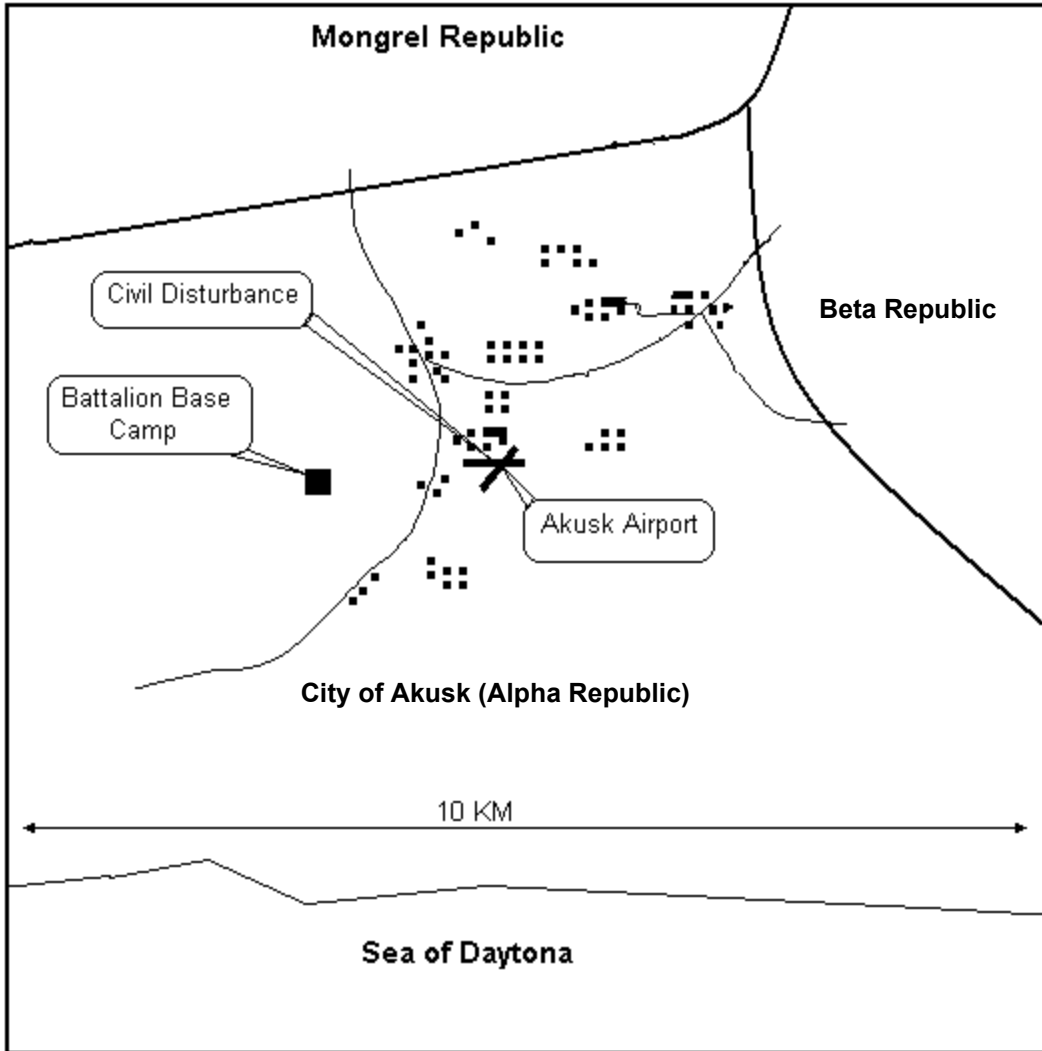 Mongrel Republic
Civil Disturbance
Beta Republic
Battalion Base
Camp
Akusk Airport
City of Akusk (Alpha Republic)
10 KM
Sea of Daytona